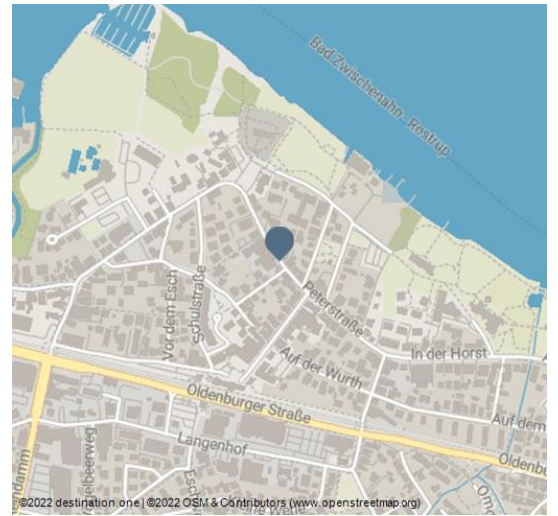 Bad Zwischenahn - Rostrup
Vor dem Esch
Schulstraße
Peterstraße
In der Horst
Auf der Wurth
Auf dem
Oldenburger Straße
Oldenbu
Langenhof
©2022 destination.one | ©2022 OSM & Contributors (www.openstreetmap.org)